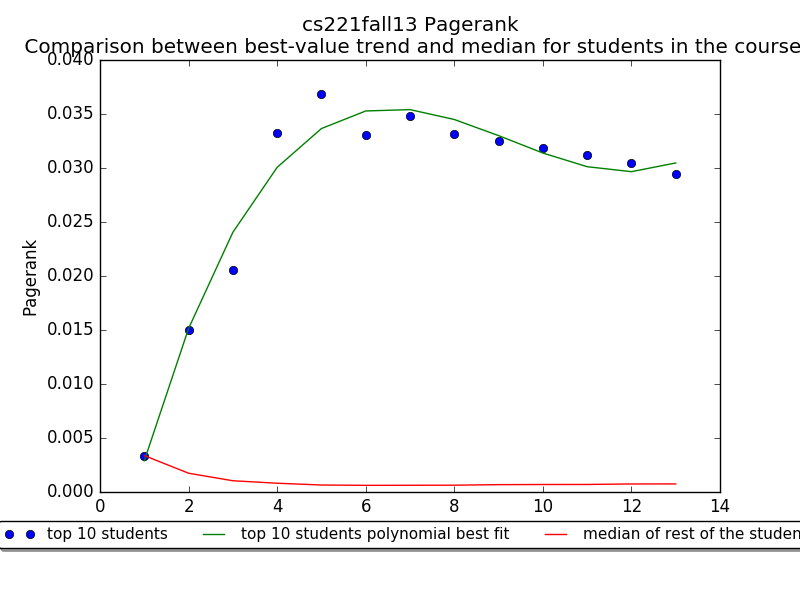 cs221fall13 Pagerank
Comparison between best-value trend and median for students in the course
0.040
0.035
0.030
0.025
0.020
0.015
0.010
0.005
0.000
Pagerank
0 2 4 6 8 10 12 14
top 10 students top 10 students polynomial best fit median of rest of the studen